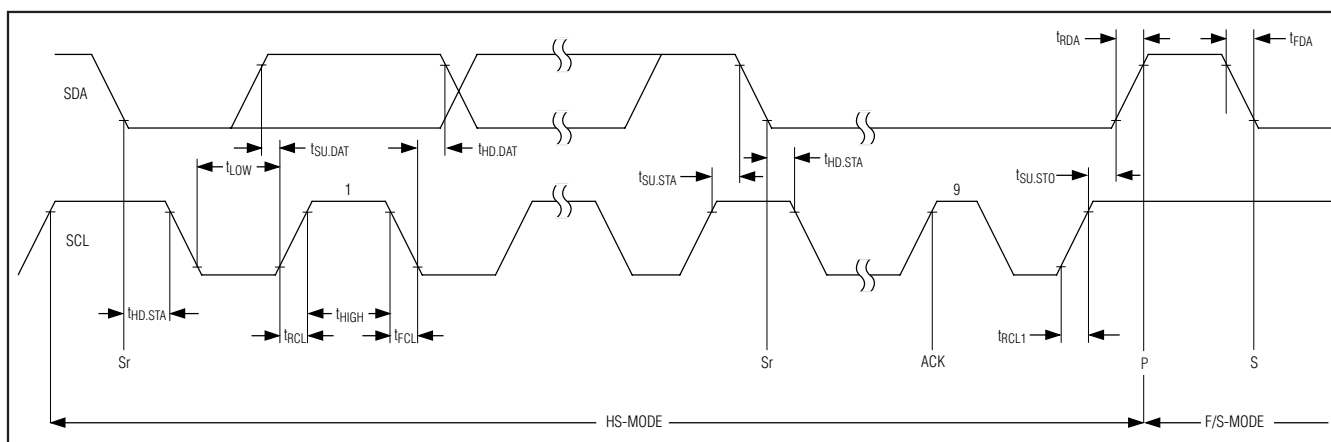 tRDA
tFDA
SDA
tSU.DAT
tHD.DAT
tLOW
tHD.STA
tSU.STA
tSU.STO
1
9
SCL
tHD.STA
tHIGH
tRCL
tFCL
tRCL1
Sr
Sr
ACK
P
S
HS-MODE
F/S-MODE